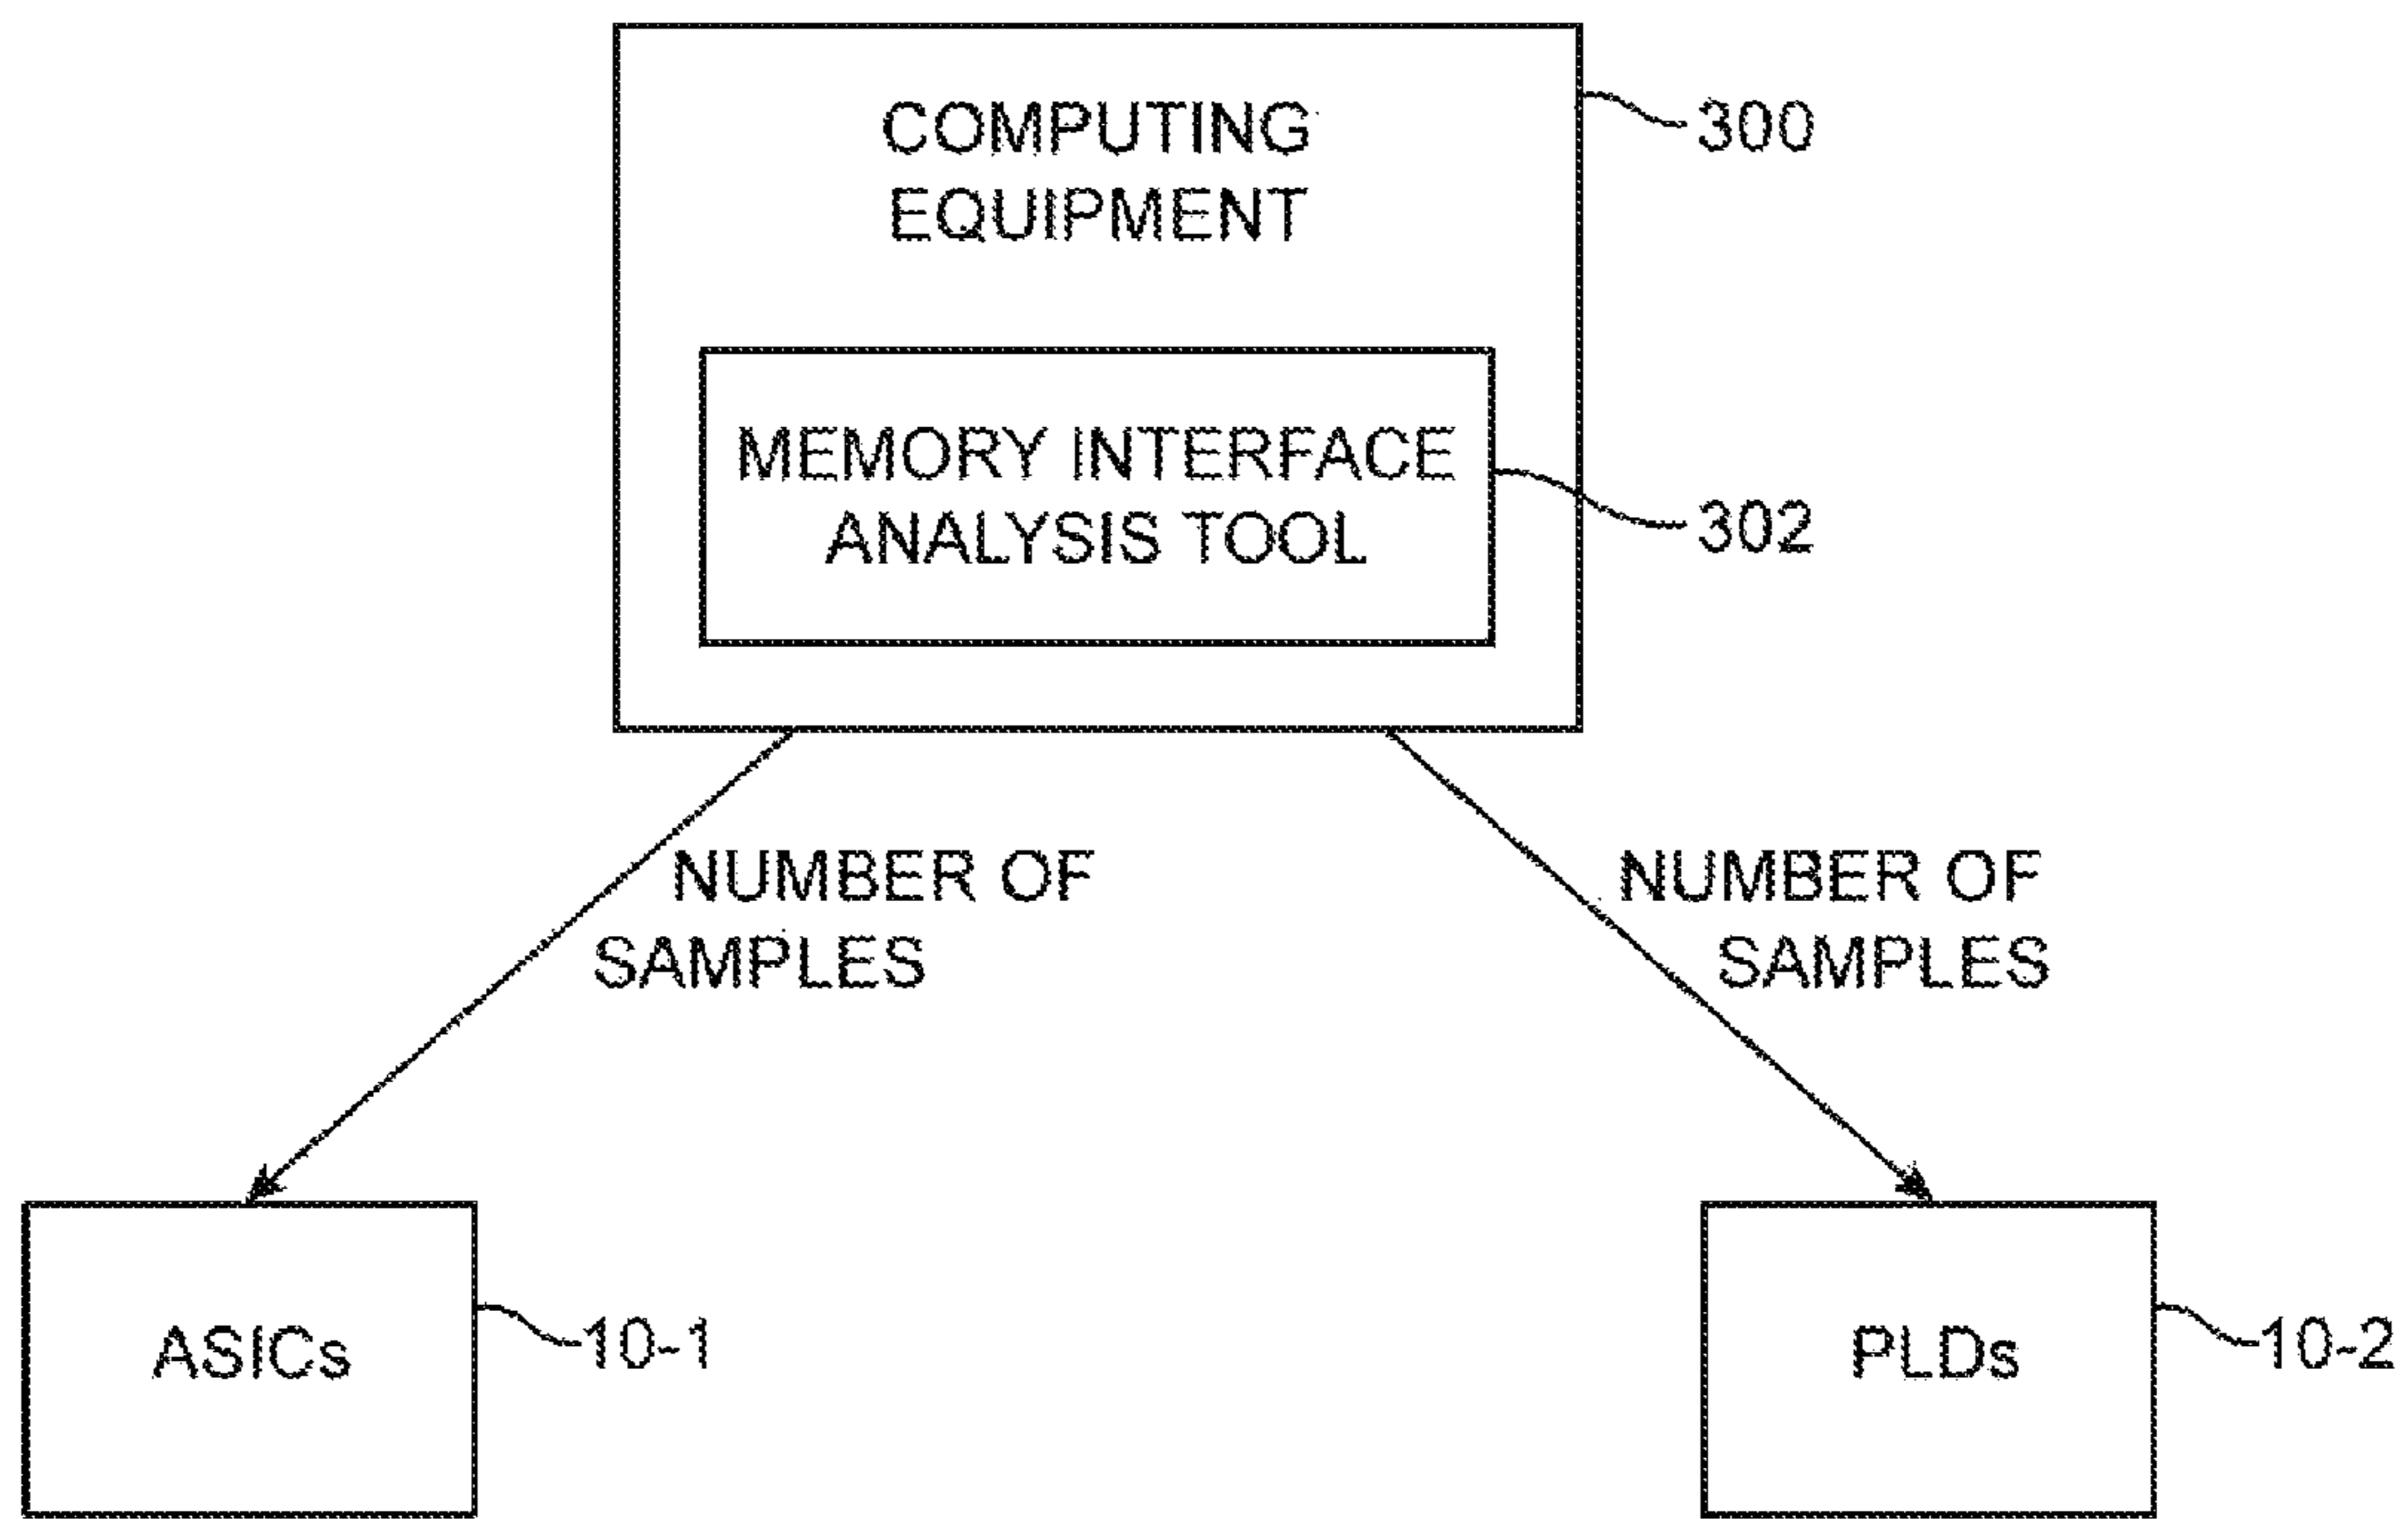 COMPUTING
EQUIPMENT
300
MEMORY INTERFACE
ANALYSIS TOOL
302
NUMBER OF
SAMPLES
NUMBER OF
SAMPLES
ASICs
10-1
PLDs
10-2